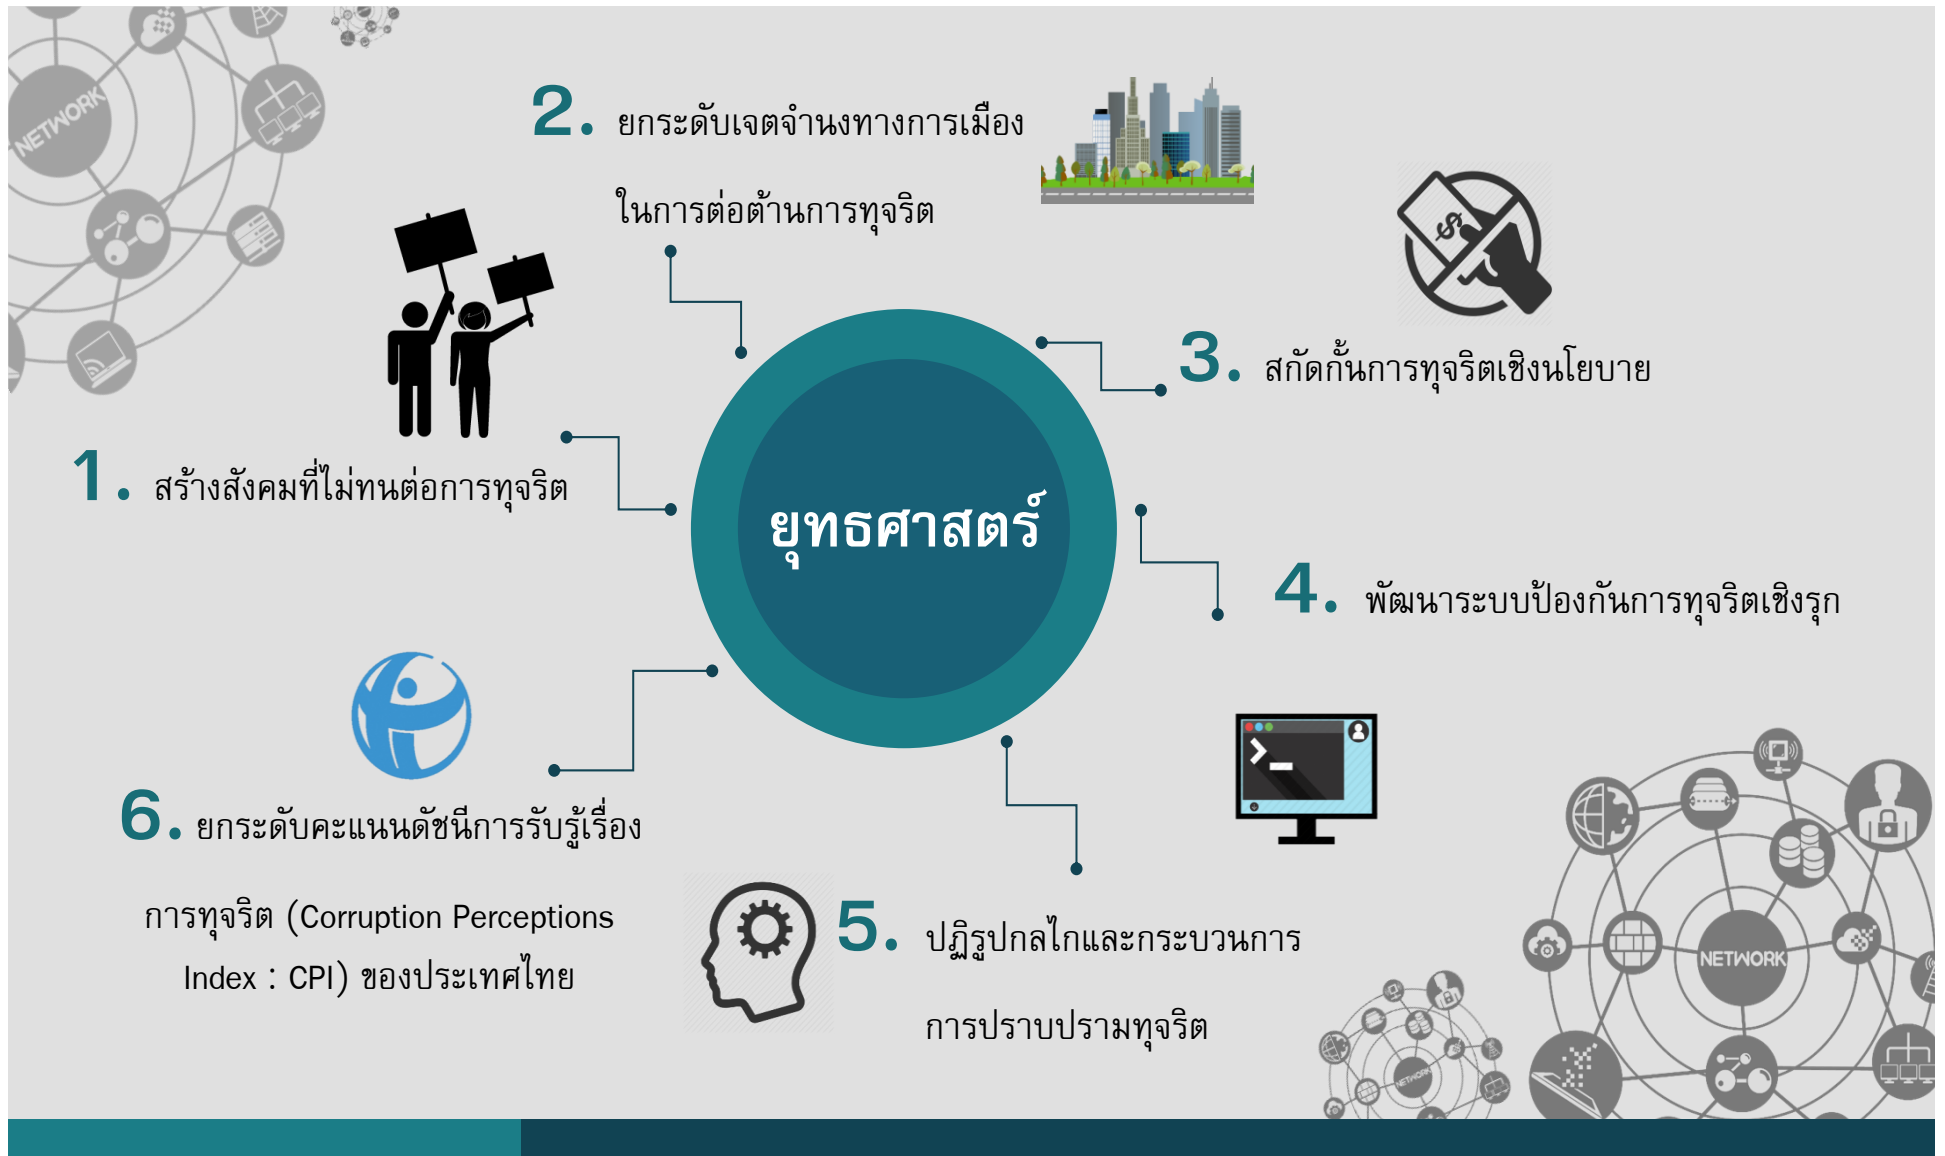 ยุทธศาสตร์
1. สร้างสังคมที่ไม่ทนต่อการทุจริต
2. ยกระดับเจตจำนงทางการเมือง
ในการต่อต้านการทุจริต
3. สกัดกั้นการทุจริตเชิงนโยบาย
4. พัฒนาระบบป้องกันการทุจริตเชิงรุก
5. ปฏิรูปกลไกและกระบวนการ
การปราบปรามทุจริต
6. ยกระดับคะแนนดัชนีการรับรู้เรื่อง
การทุจริต (Corruption Perceptions
Index : CPI) ของประเทศไทย
NETWORK
NETWORK
NETWORK